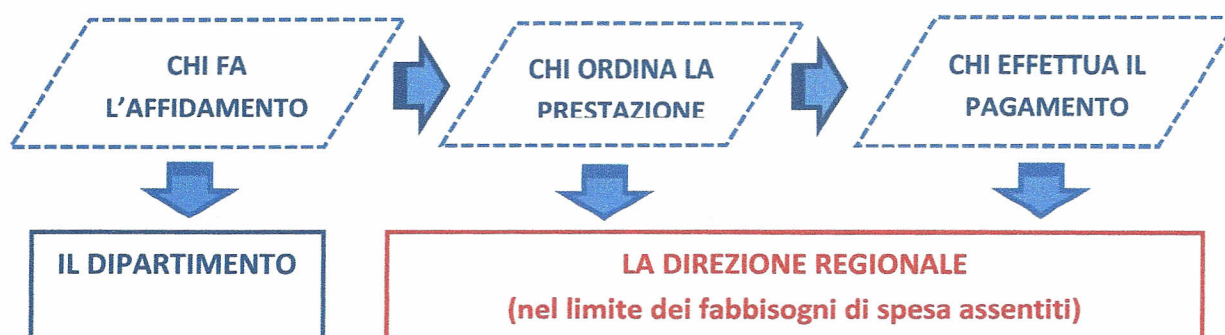 CHI FA
L’AFFIDAMENTO
CHI ORDINA LA
PRESTAZIONE
CHI EFFETTUA IL
PAGAMENTO
IL DIPARTIMENTO
LA DIREZIONE REGIONALE
(nel limite dei fabbisogni di spesa assentiti)